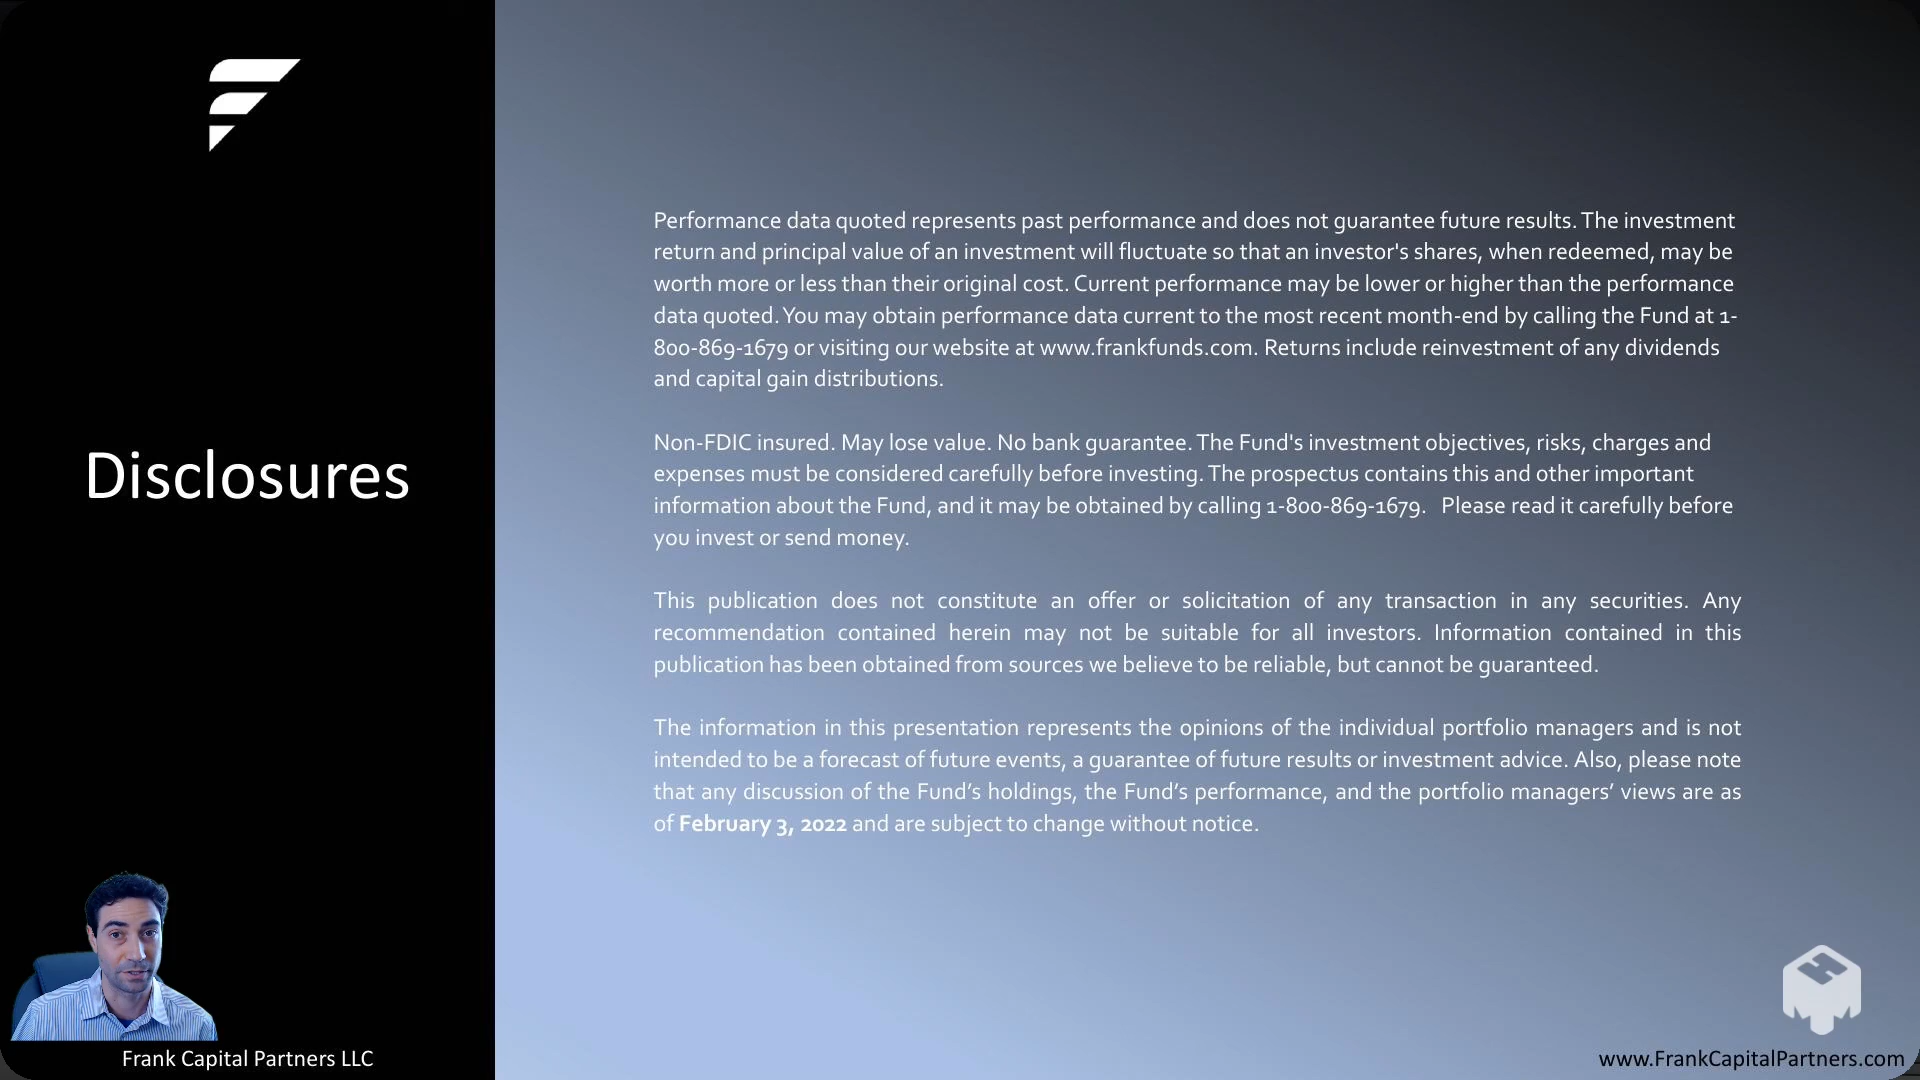 Disclosures
Performance data quoted represents past performance and does not guarantee future results. The investment
return and principal value of an investment will fluctuate so that an investor's shares, when redeemed, may be
worth more or less than their original cost. Current performance may be lower or higher than the performance
data quoted. You may obtain performance data current to the most recent month-end by calling the Fund at 1-
800-869-1679 or visiting our website at www.frankfunds.com. Returns include reinvestment of any dividends
and capital gain distributions.
Non-FDIC insured. May lose value. No bank guarantee. The Fund's investment objectives, risks, charges and
expenses must be considered carefully before investing. The prospectus contains this and other important
information about the Fund, and it may be obtained by calling 1-800-869-1679. Please read it carefully before
you invest or send money.
This publication does not constitute an offer or solicitation of any transaction in any securities. Any
recommendation contained herein may not be suitable for all investors. Information contained in this
publication has been obtained from sources we believe to be reliable, but cannot be guaranteed.
The information in this presentation represents the opinions of the individual portfolio managers and is not
intended to be a forecast of future events, a guarantee of future results or investment advice. Also, please note
that any discussion of the Fund’s holdings, the Fund’s performance, and the portfolio managers’ views are as
of February 3, 2022 and are subject to change without notice.
Frank Capital Partners LLC
www.FrankCapitalPartners.com